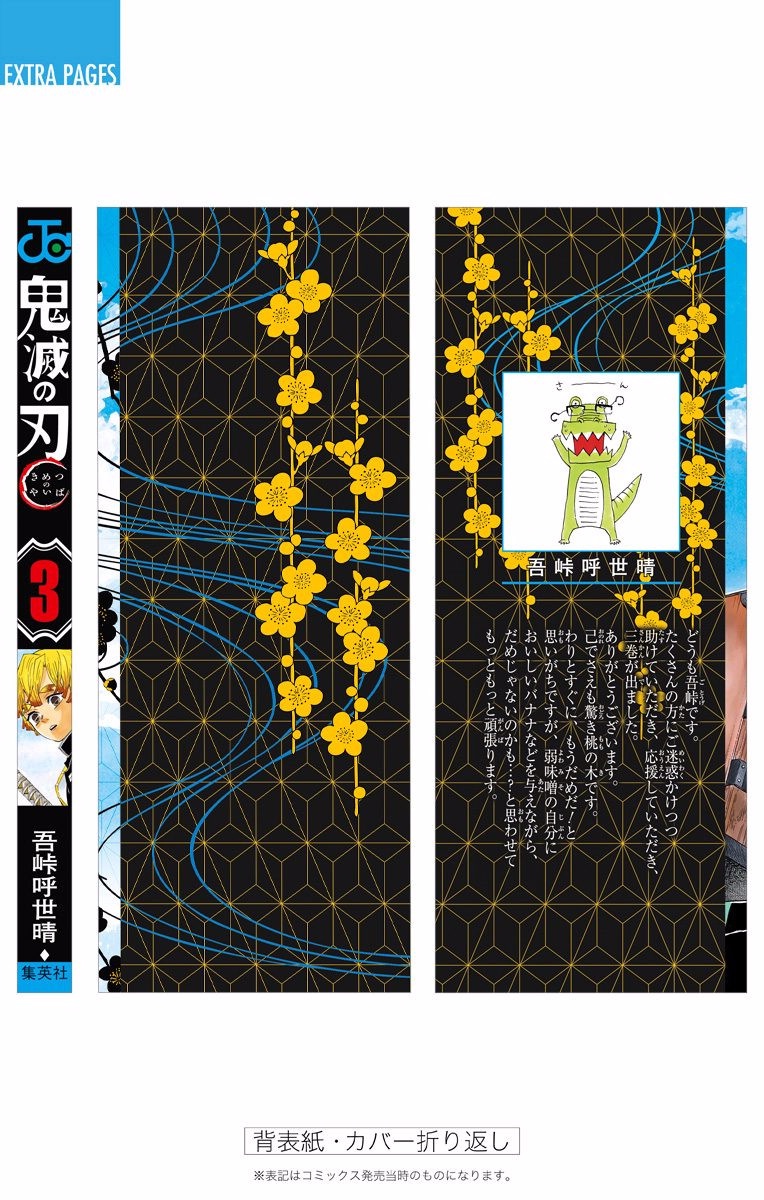 EXTRA PAGES
鬼滅の刃
きめつのやいば
3
吾峠呼世晴
集英社
さーん
吾峠呼世晴
どうも吾峠です。
たくさんの方にご迷惑かけつつ
助けていただき、応援していただき、
三巻が出ました。
ありがとうございます。
己でさえも驚き桃の木です。
わりとすぐに、もうだめだ!と
思いがちですが、弱味噌の自分に
おいしいバナナなどを与えながら、
だめじゃないのかも…?と思わせて
もっともっと頑張ります。
背表紙・カバー折り返し
※表記はコミックス発売当時のものになります。